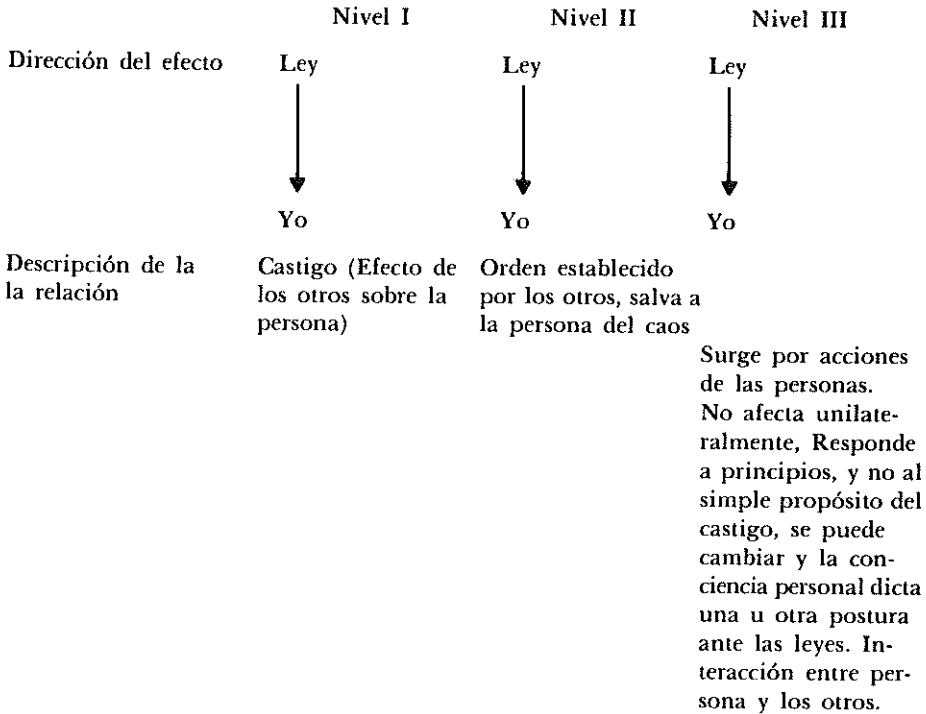 Nivel I Nivel II Nivel III
Dirección del efecto Ley Ley Ley
Yo Yo Yo
Descripción de la
la relación
Castigo (Efecto de
los otros sobre la
persona)
Orden establecido
por los otros, salva a
la persona del caos
Surge por acciones
de las personas.
No afecta unilate-
ralmente, Responde
a principios, y no al
simple propósito del
castigo, se puede
cambiar y la con-
ciencia personal dicta
una u otra postura
ante las leyes. In-
teracción entre per-
sona y los otros.